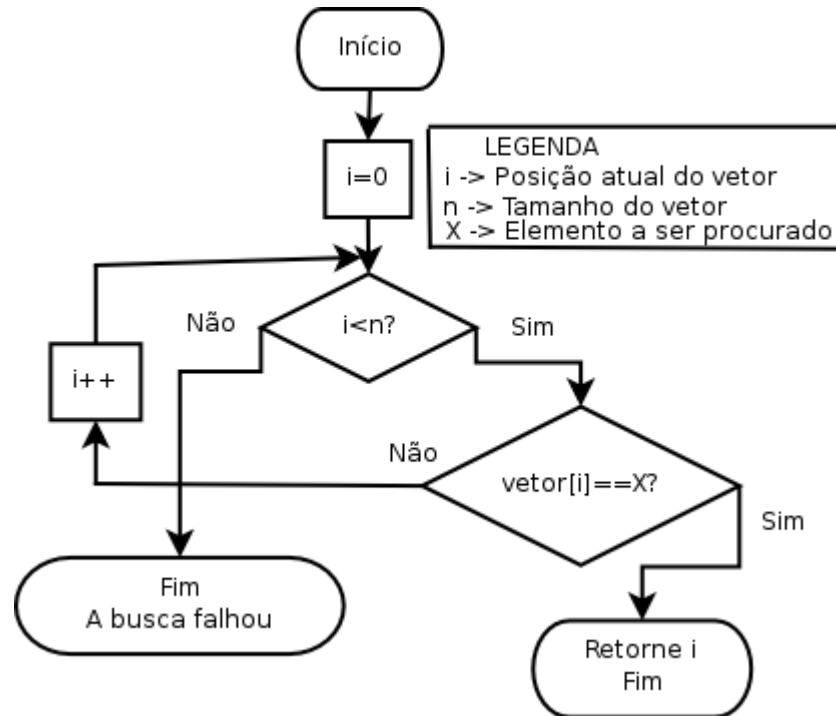 Início
i=0
LEGENDA
i -> Posição atual do vetor
n -> Tamanho do vetor
X -> Elemento a ser procurado
Não
i<n?
Sim
i++
Não
vetor[i]==X?
Sim
Fim
A busca falhou
Retorne i
Fim